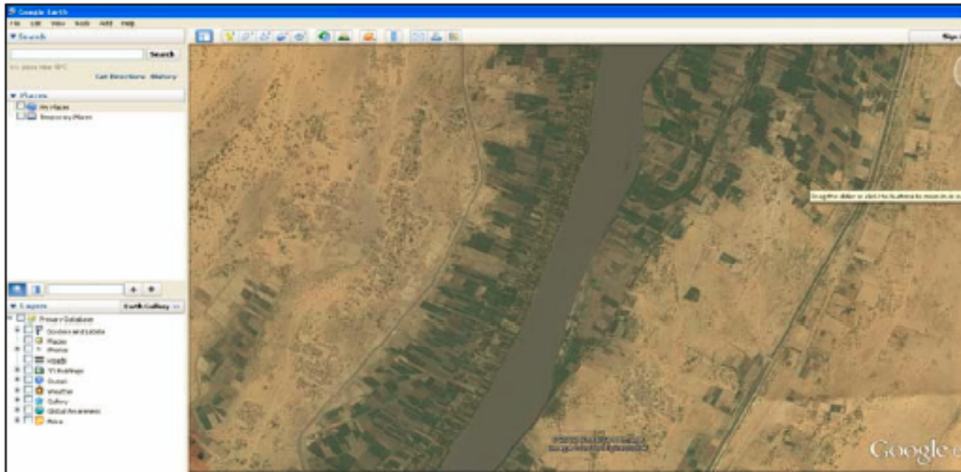 Google Earth
File Edit View Tools Add Help
Search
Search
Get Directions History
Places
My Places
Temporary Places
Sign
Layers
Earth Gallery >>
Primary Database
Borders and Labels
Places
Photos
Roads
3D Buildings
Ocean
Weather
Gallery
Global Awareness
More
Google